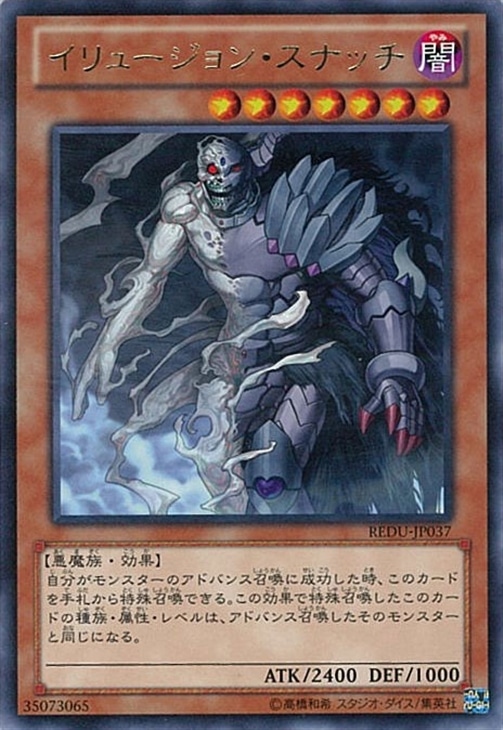 イリュージョン・スナッチ
闇
REDU-JP037
【悪魔族・効果】
自分がモンスターのアドバンス召喚に成功した時、このカード
を手札から特殊召喚できる。この効果で特殊召喚したこのカー
ドの種族・属性・レベルは、アドバンス召喚したそのモンスター
と同じになる。
ATK/2400 DEF/1000
35073065
©高橋和希 スタジオ・ダイス/集英社